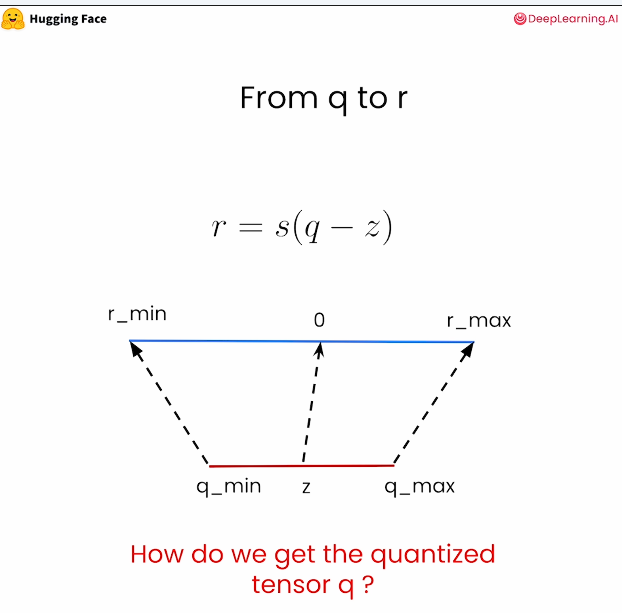 Hugging Face
DeepLearning.AI
From q to r
r = s(q − z)
r_min 0 r_max
q_min z q_max
How do we get the quantized
tensor q ?